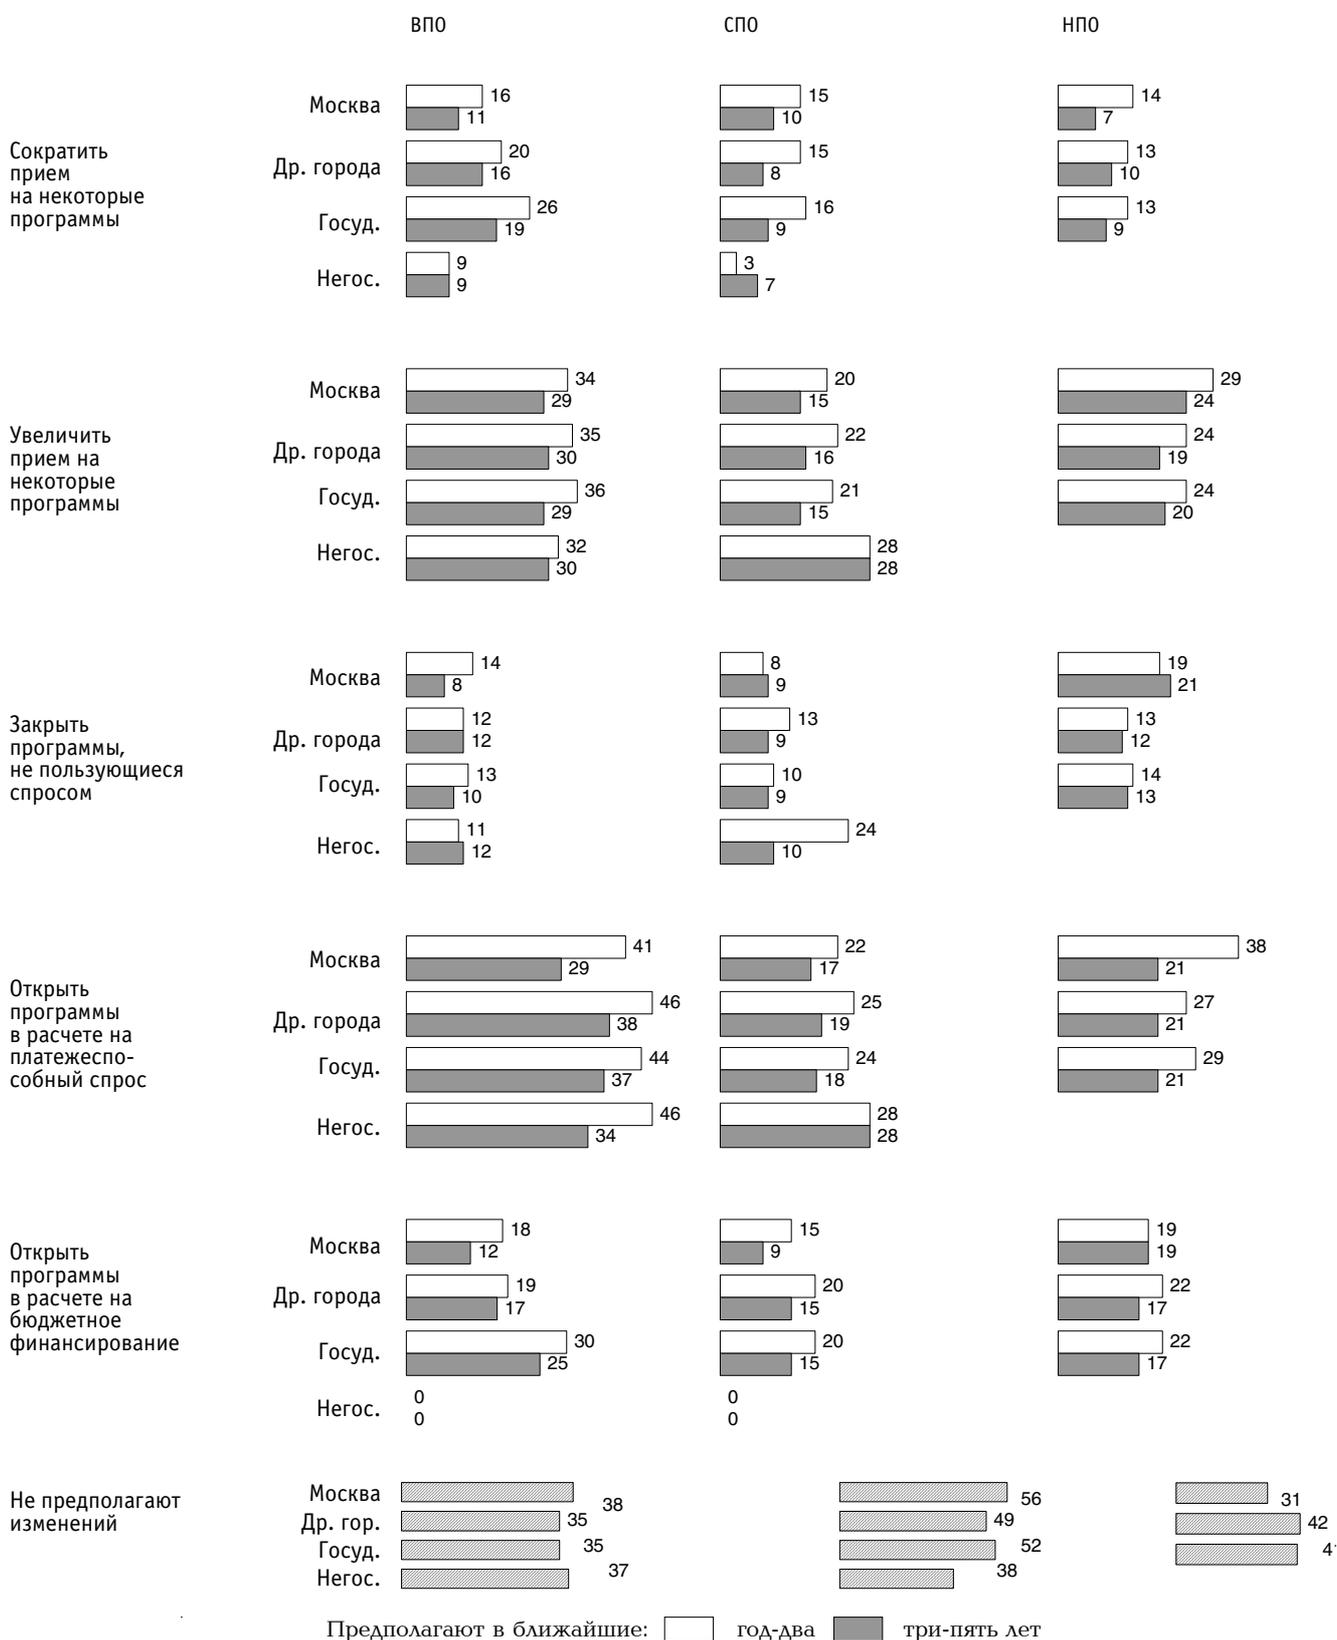 ВПО СПО НПО
Сократить
прием
на некоторые
программы
Москва 16 15 14
11 10 7
Др. города 20 15 13
16 8 10
Госуд. 26 16 13
19 9 9
Негос. 9 3
9 7
Увеличить
прием на
некоторые
программы
Москва 34 20 29
29 15 24
Др. города 35 22 24
30 16 19
Госуд. 36 21 24
29 15 20
Негос. 32 28
30 28
Закрыть
программы,
не пользующиеся
спросом
Москва 14 8 19
8 9 21
Др. города 12 13 13
12 9 12
Госуд. 13 10 14
10 9 13
Негос. 11 24
12 10
Открыть
программы
в расчете на
платежеспо-
собный спрос
Москва 41 22 38
29 17 21
Др. города 46 25 27
38 19 21
Госуд. 44 24 29
37 18 21
Негос. 46 28
34 28
Открыть
программы
в расчете на
бюджетное
финансирование
Москва 18 15 19
12 9 19
Др. города 19 20 22
17 15 17
Госуд. 30 20 22
25 15 17
Негос. 0 0
0 0
Не предполагают
изменений
Москва 38 56 31
Др. гор. 35 49 42
Госуд. 35 52
Негос. 37 38
Предполагают в ближайшие: год-два три-пять лет